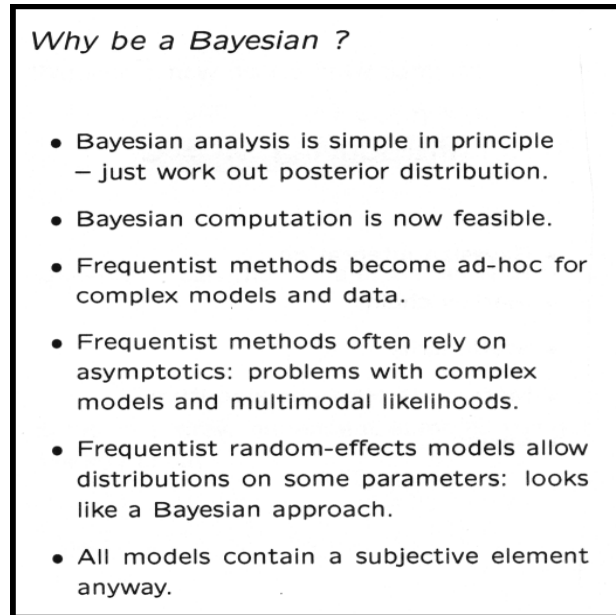 Why be a Bayesian ?
• Bayesian analysis is simple in principle
– just work out posterior distribution.
• Bayesian computation is now feasible.
• Frequentist methods become ad-hoc for
complex models and data.
• Frequentist methods often rely on
asymptotics: problems with complex
models and multimodal likelihoods.
• Frequentist random-effects models allow
distributions on some parameters: looks
like a Bayesian approach.
• All models contain a subjective element
anyway.